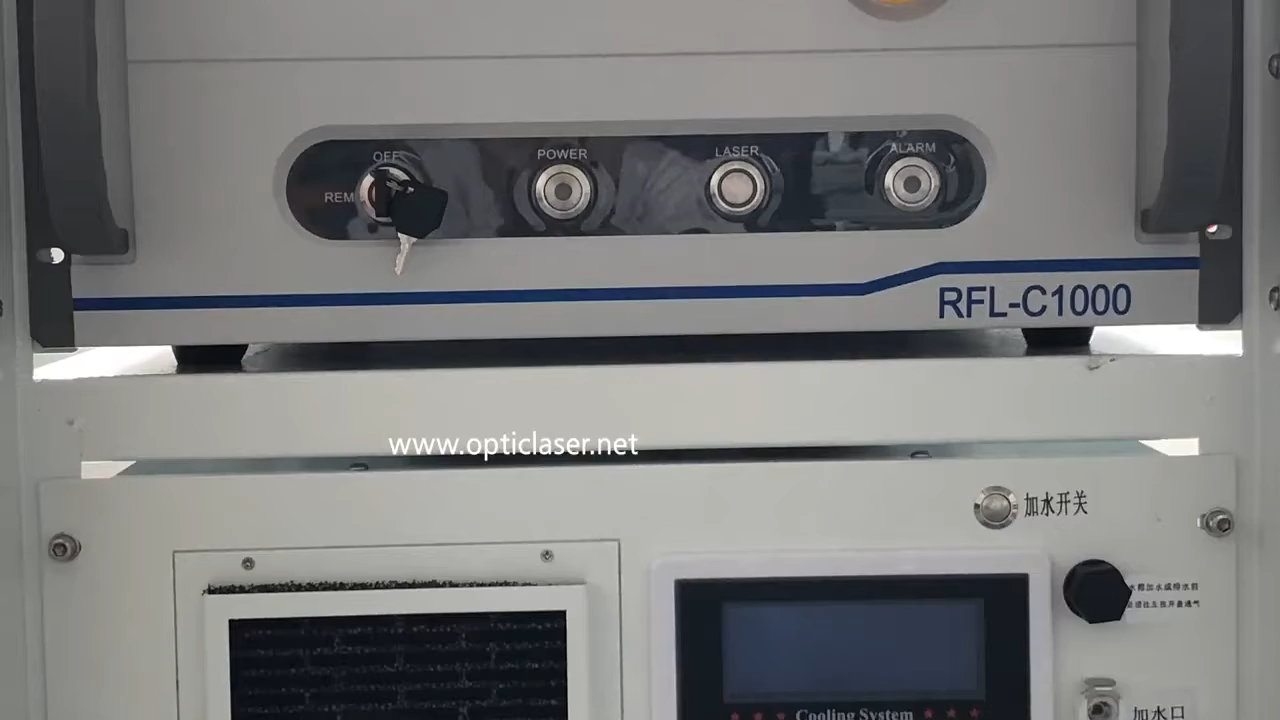 OFF
POWER
LASER
ALARM
REM
RFL-C1000
www.opticlaser.net
加水开关
Cooling System
加水口